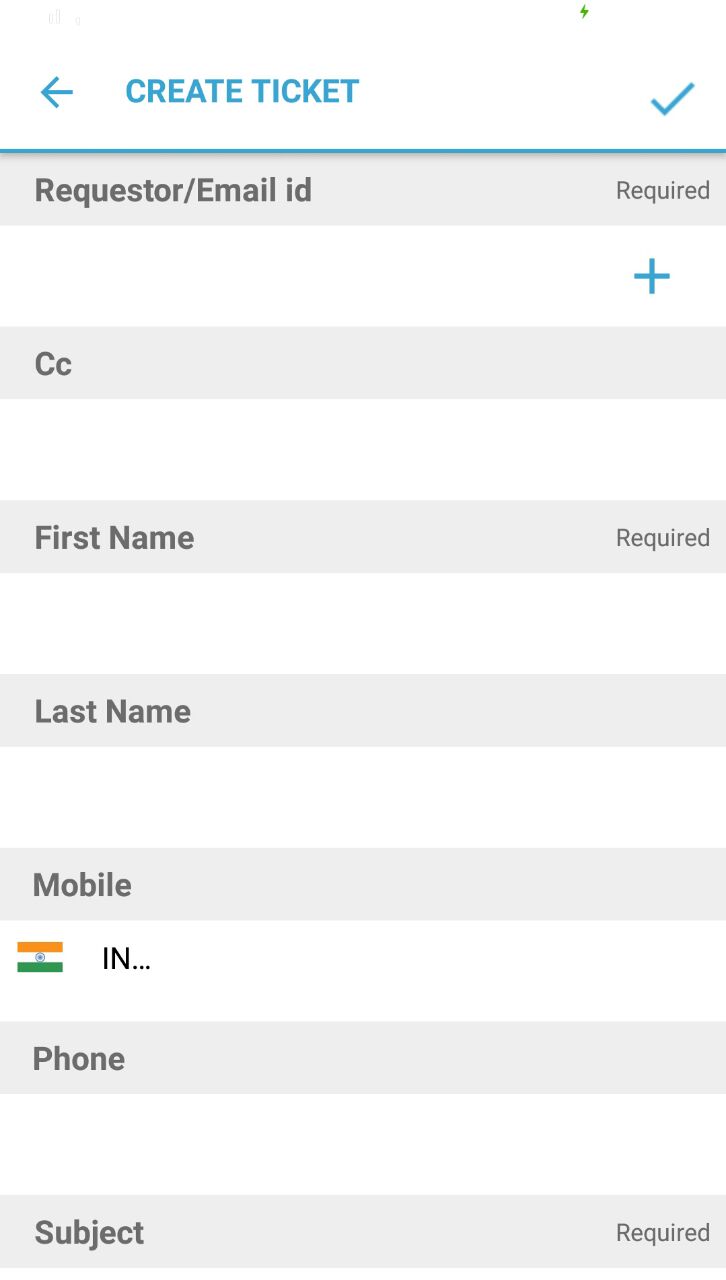 CREATE TICKET
Requestor/Email id Required
Cc
First Name Required
Last Name
Mobile
IN...
Phone
Subject Required